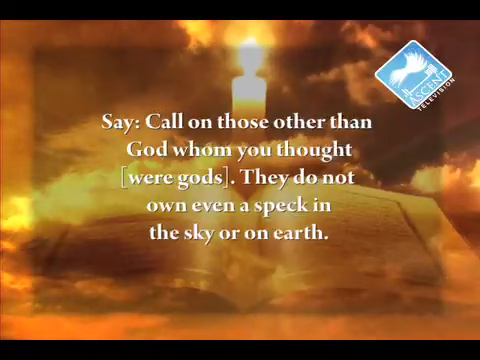 ASCENT
TELEVISION
Say: Call on those other than
God whom you thought
[were gods]. They do not
own even a speck in
the sky or on earth.